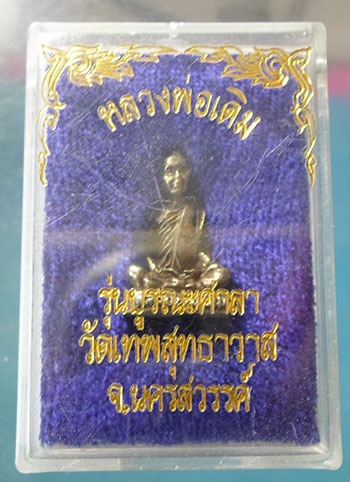 หลวงพ่อเดิม
รุ่นบูรณะศาลา
วัดเทพสุทธาวาส
จ.นครสวรรค์